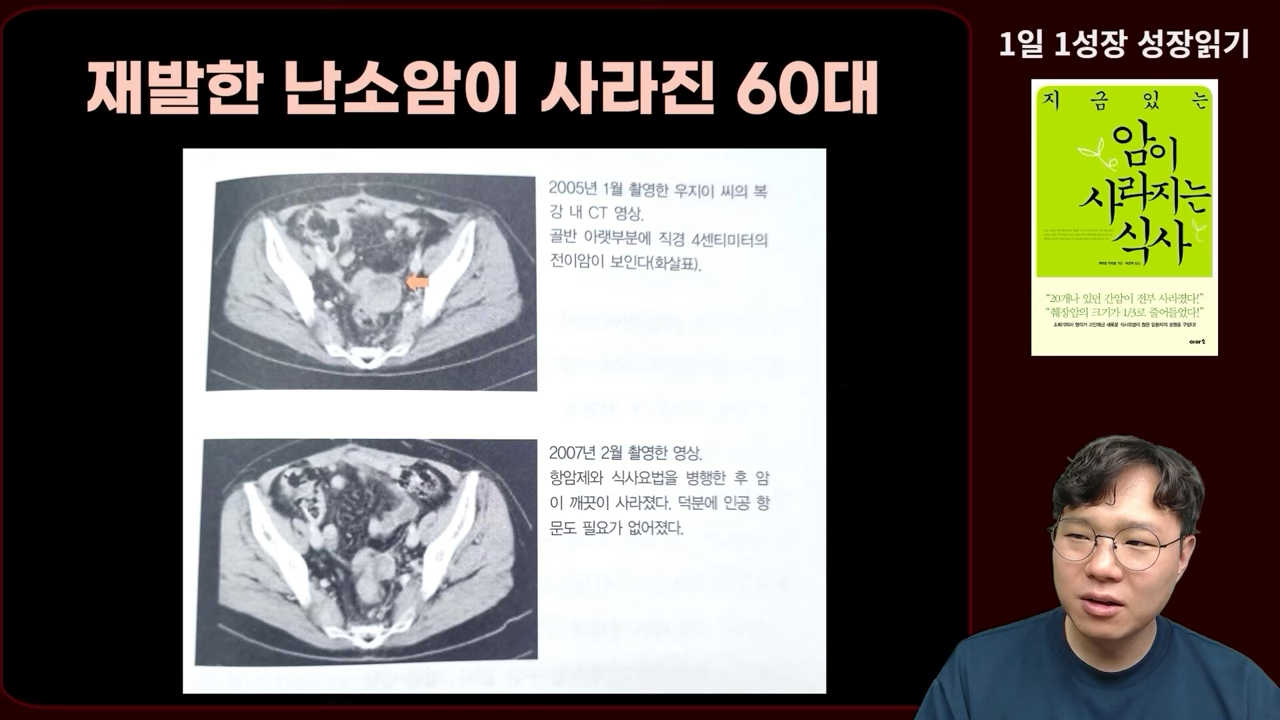 재발한 난소암이 사라진 60대
2005년 1월 촬영한 우지이 씨의 복
강 내 CT 영상.
골반 아랫부분에 직경 4센티미터의
전이암이 보인다(화살표).
2007년 2월 촬영한 영상.
항암제와 식사요법을 병행한 후 암
이 깨끗이 사라졌다. 덕분에 인공 항
문도 필요가 없어졌다.
1일 1성장 성장읽기
지금 있는
암이
사라지는
식사
“20개나 있던 간암이 전부 사라졌다!”
“췌장암의 크기가 1/3로 줄어들었다!”